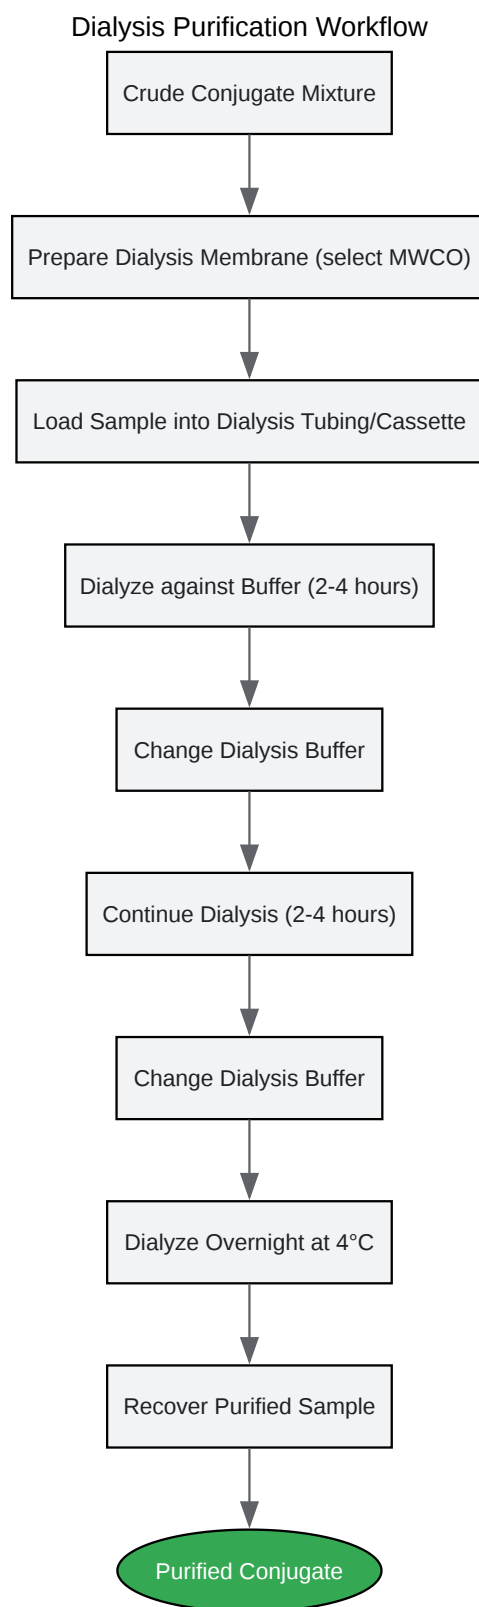 Dialysis Purification Workflow
Crude Conjugate Mixture
Prepare Dialysis Membrane (select MWCO)
Load Sample into Dialysis Tubing/Cassette
Dialyze against Buffer (2-4 hours)
Change Dialysis Buffer
Continue Dialysis (2-4 hours)
Change Dialysis Buffer
Dialyze Overnight at 4°C
Recover Purified Sample
Purified Conjugate